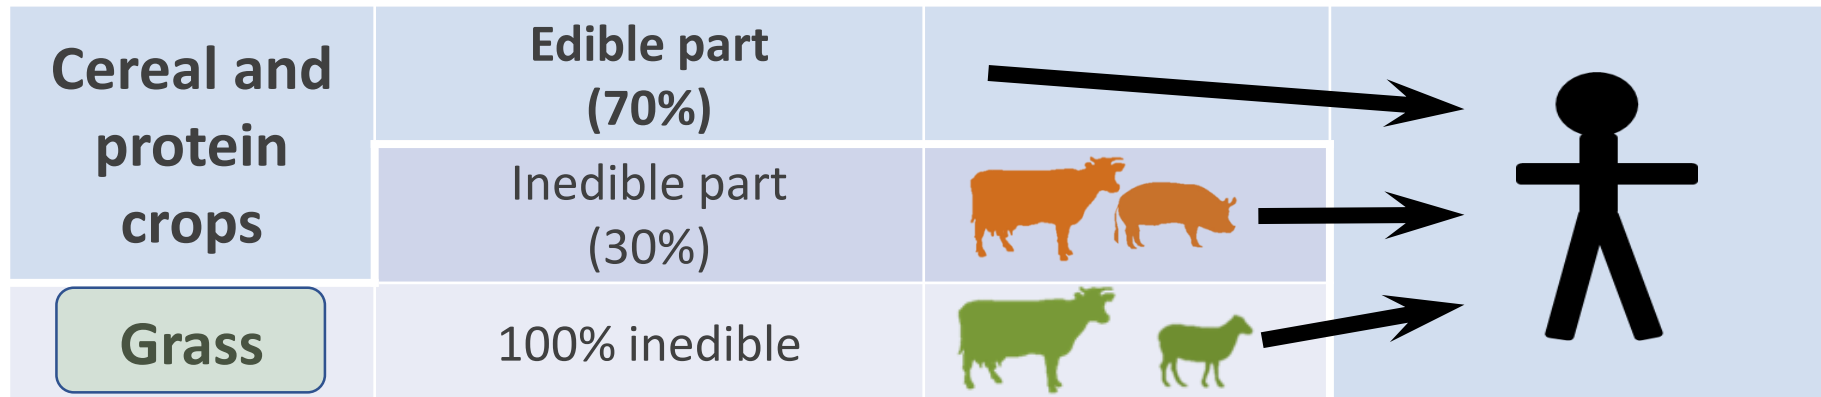 Cereal and
protein
crops
Edible part
(70%)
Inedible part
(30%)
Grass
100% inedible